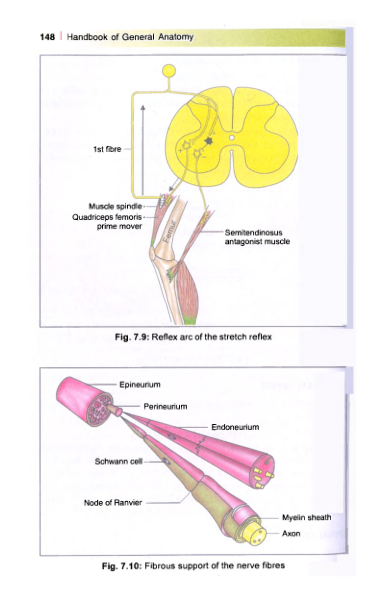 148 | Handbook of General Anatomy
1st fibre
Muscle spindle
Quadriceps femoris
prime mover
Femur
Semitendinosus
antagonist muscle
Fig. 7.9: Reflex arc of the stretch reflex
Epineurium
Perineurium
Endoneurium
Schwann cell
Node of Ranvier
Myelin sheath
Axon
Fig. 7.10: Fibrous support of the nerve fibres